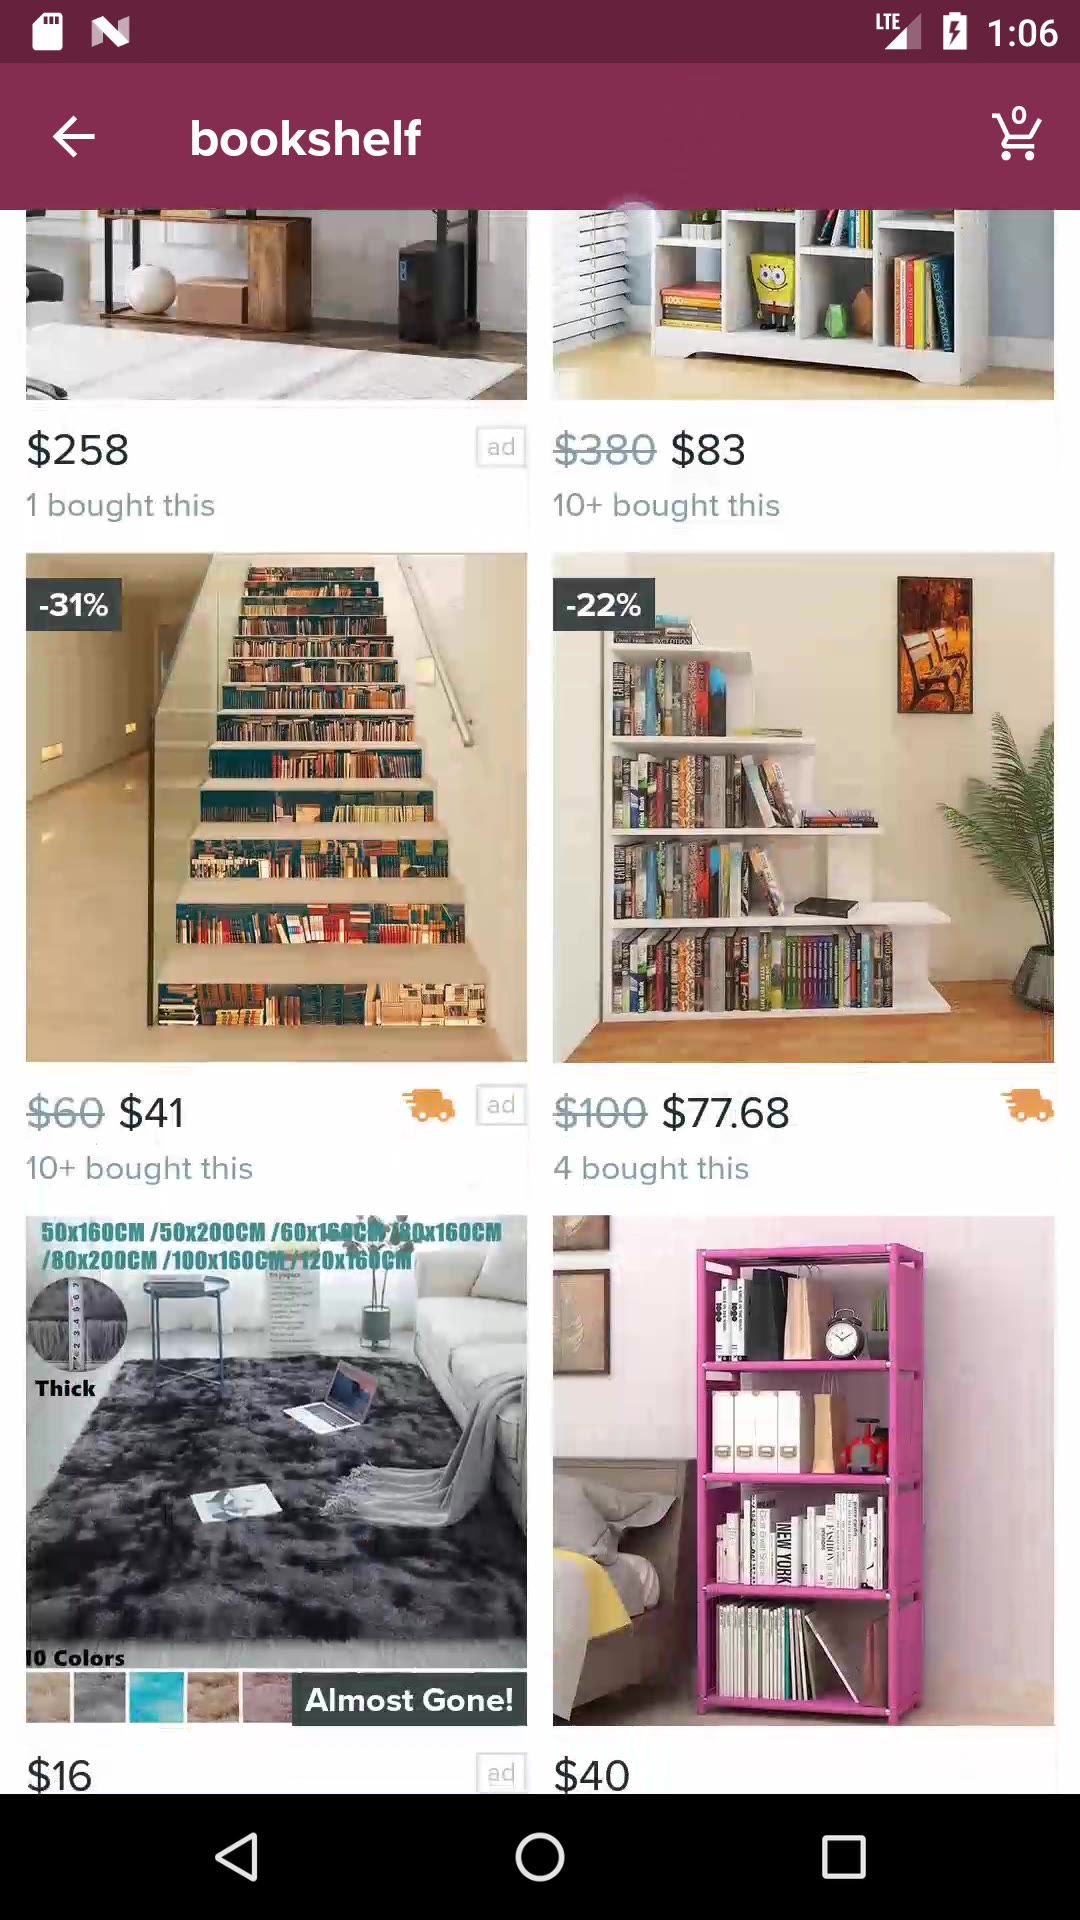 LTE 1:06
bookshelf
0
$258 ad
1 bought this
$380 $83
10+ bought this
-31%
-22%
$60 $41 ad
10+ bought this
$100 $77.68
4 bought this
50x160CM /50x200CM /60x160CM /80x160CM
/80x200CM /100x160CM /120x160CM
Thick
10 Colors
Almost Gone!
NEW YORK
$16 ad
$40